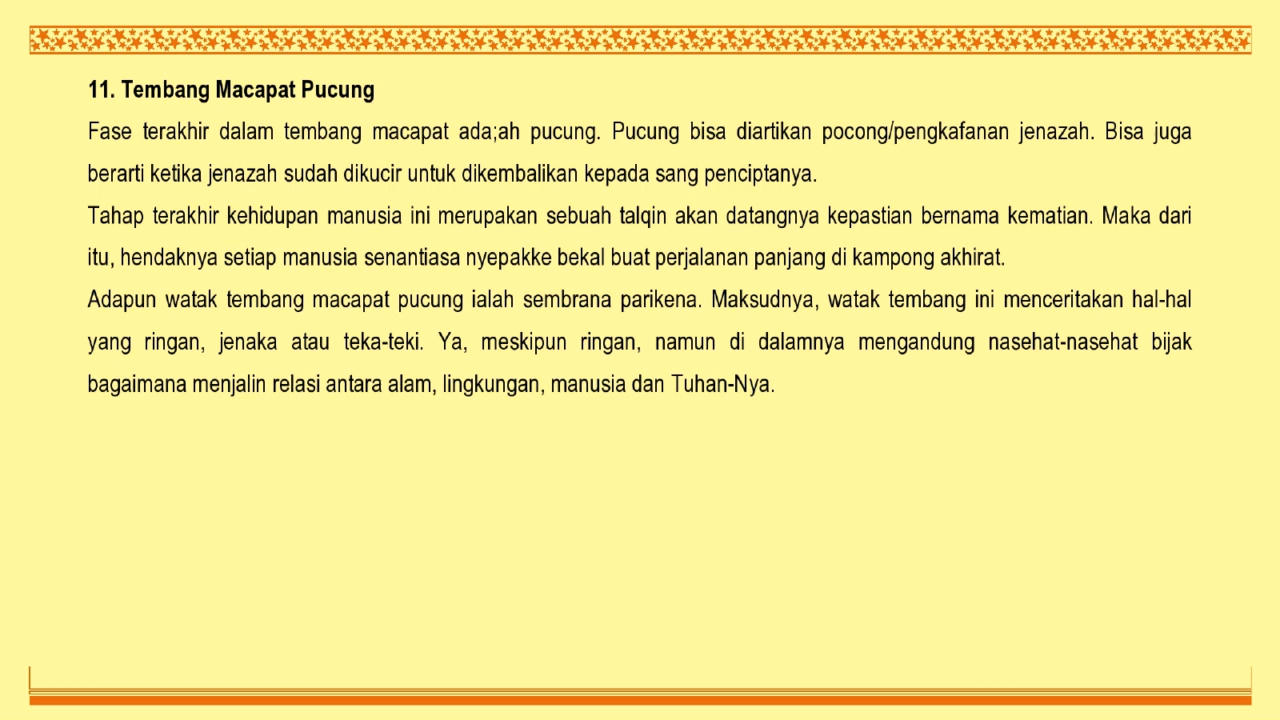 11. Tembang Macapat Pucung
Fase terakhir dalam tembang macapat ada;ah pucung. Pucung bisa diartikan pocong/pengkafanan jenazah. Bisa juga
berarti ketika jenazah sudah dikucir untuk dikembalikan kepada sang penciptanya.
Tahap terakhir kehidupan manusia ini merupakan sebuah talqin akan datangnya kepastian bernama kematian. Maka dari
itu, hendaknya setiap manusia senantiasa nyepakke bekal buat perjalanan panjang di kampong akhirat.
Adapun watak tembang macapat pucung ialah sembrana parikena. Maksudnya, watak tembang ini menceritakan hal-hal
yang ringan, jenaka atau teka-teki. Ya, meskipun ringan, namun di dalamnya mengandung nasehat-nasehat bijak
bagaimana menjalin relasi antara alam, lingkungan, manusia dan Tuhan-Nya.